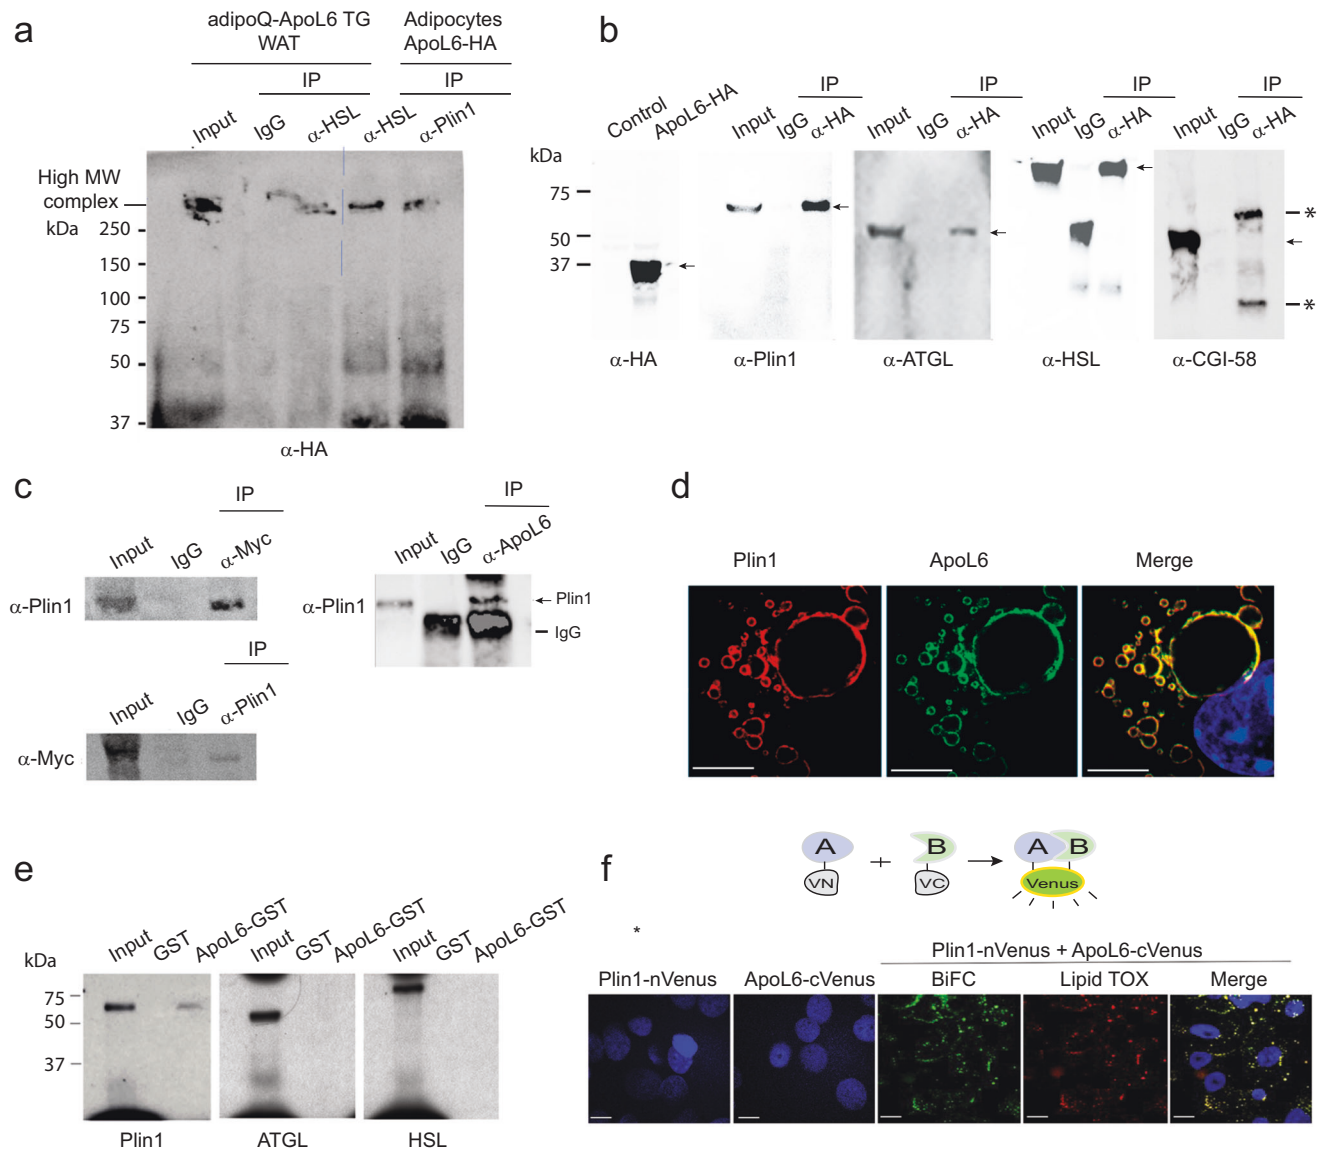 a
adipoQ-ApoL6 TG
WAT
Adipocytes
ApoL6-HA
IP
IP
Input
IgG
α-HSL
α-HSL
α-Plin1
High MW
complex
kDa
250
150
100
75
50
37
α-HA
b
Control
ApoL6-HA
Input
IgG
IP
α-HA
Input
IgG
IP
α-HA
Input
IgG
IP
α-HA
Input
IgG
IP
α-HA
kDa
75
50
37
*
*
α-HA
α-Plin1
α-ATGL
α-HSL
α-CGI-58
c
IP
Input
IgG
α-Myc
α-Plin1
IP
Input
IgG
α-Plin1
α-Myc
IP
Input
IgG
α-ApoL6
α-Plin1
Plin1
IgG
d
Plin1
ApoL6
Merge
e
Input
GST
ApoL6-GST
Input
GST
ApoL6-GST
Input
GST
ApoL6-GST
kDa
75
50
37
Plin1
ATGL
HSL
f
A
VN
+
B
VC
A
B
Venus
*
Plin1-nVenus + ApoL6-cVenus
Plin1-nVenus
ApoL6-cVenus
BiFC
Lipid TOX
Merge